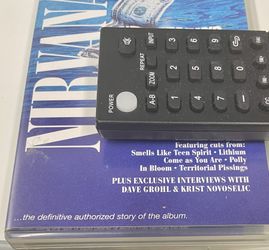 NIRVANA
POWER
REPEAT
ZOOM
A-B
1
2
3
4
5
6
7
8
9
0
Featuring cuts from:
Smells Like Teen Spirit • Lithium
Come as You Are • Polly
In Bloom • Territorial Pissings
PLUS EXCLUSIVE INTERVIEWS WITH
DAVE GROHL & KRIST NOVOSELIC
...the definitive authorized story of the album.